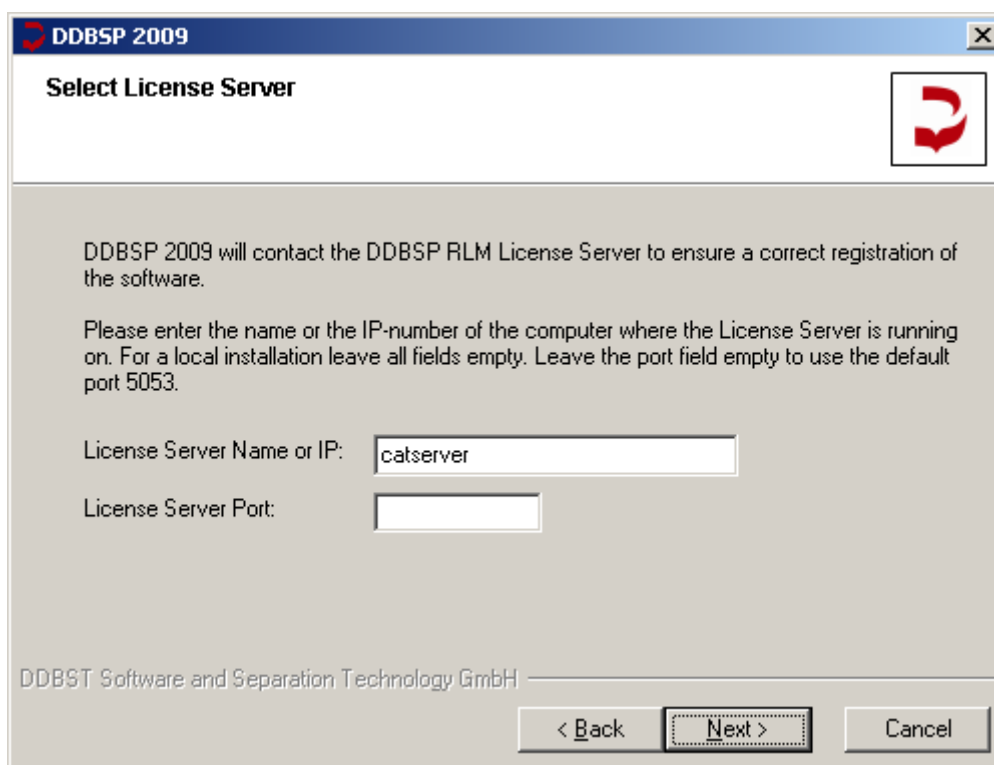 DDBSP 2009
Select License Server
DDBSP 2009 will contact the DDBSP RLM License Server to ensure a correct registration of
the software.
Please enter the name or the IP-number of the computer where the License Server is running
on. For a local installation leave all fields empty. Leave the port field empty to use the default
port 5053.
License Server Name or IP: catserver
License Server Port:
DDBST Software and Separation Technology GmbH
< Back Next > Cancel